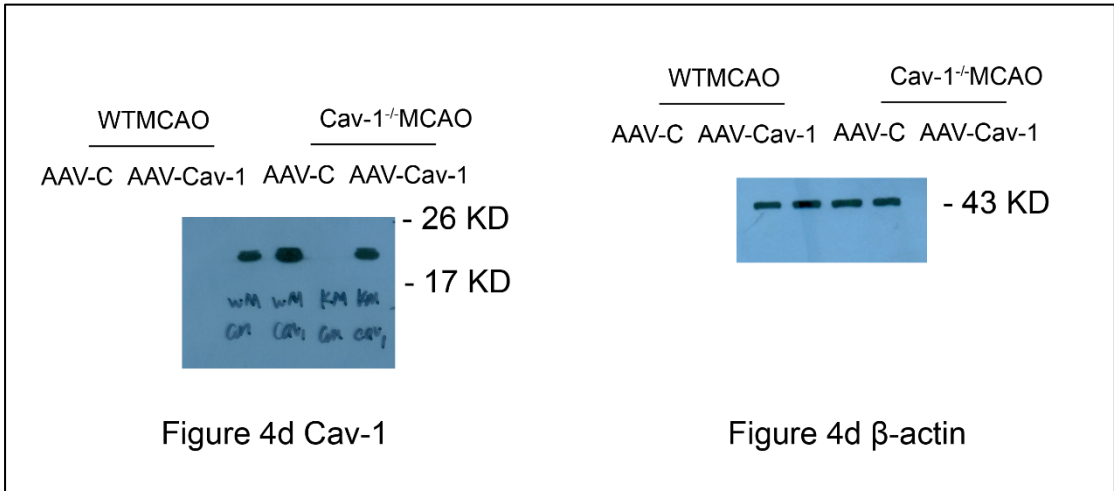 WTMCAO Cav-1-/-MCAO
AAV-C AAV-Cav-1 AAV-C AAV-Cav-1
- 26 KD
- 17 KD
WM WM KM KM
Con Cav1 Con Cav1
Figure 4d Cav-1
WTMCAO Cav-1-/-MCAO
AAV-C AAV-Cav-1 AAV-C AAV-Cav-1
- 43 KD
Figure 4d β-actin